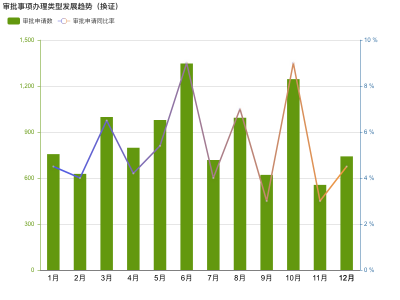 审批事项办理类型发展趋势（换证）
审批申请数 审批申请同比率
1,500 10 %
1,200 8 %
900 6 %
600 4 %
300 2 %
0 0 %
1月 2月 3月 4月 5月 6月 7月 8月 9月 10月 11月 12月